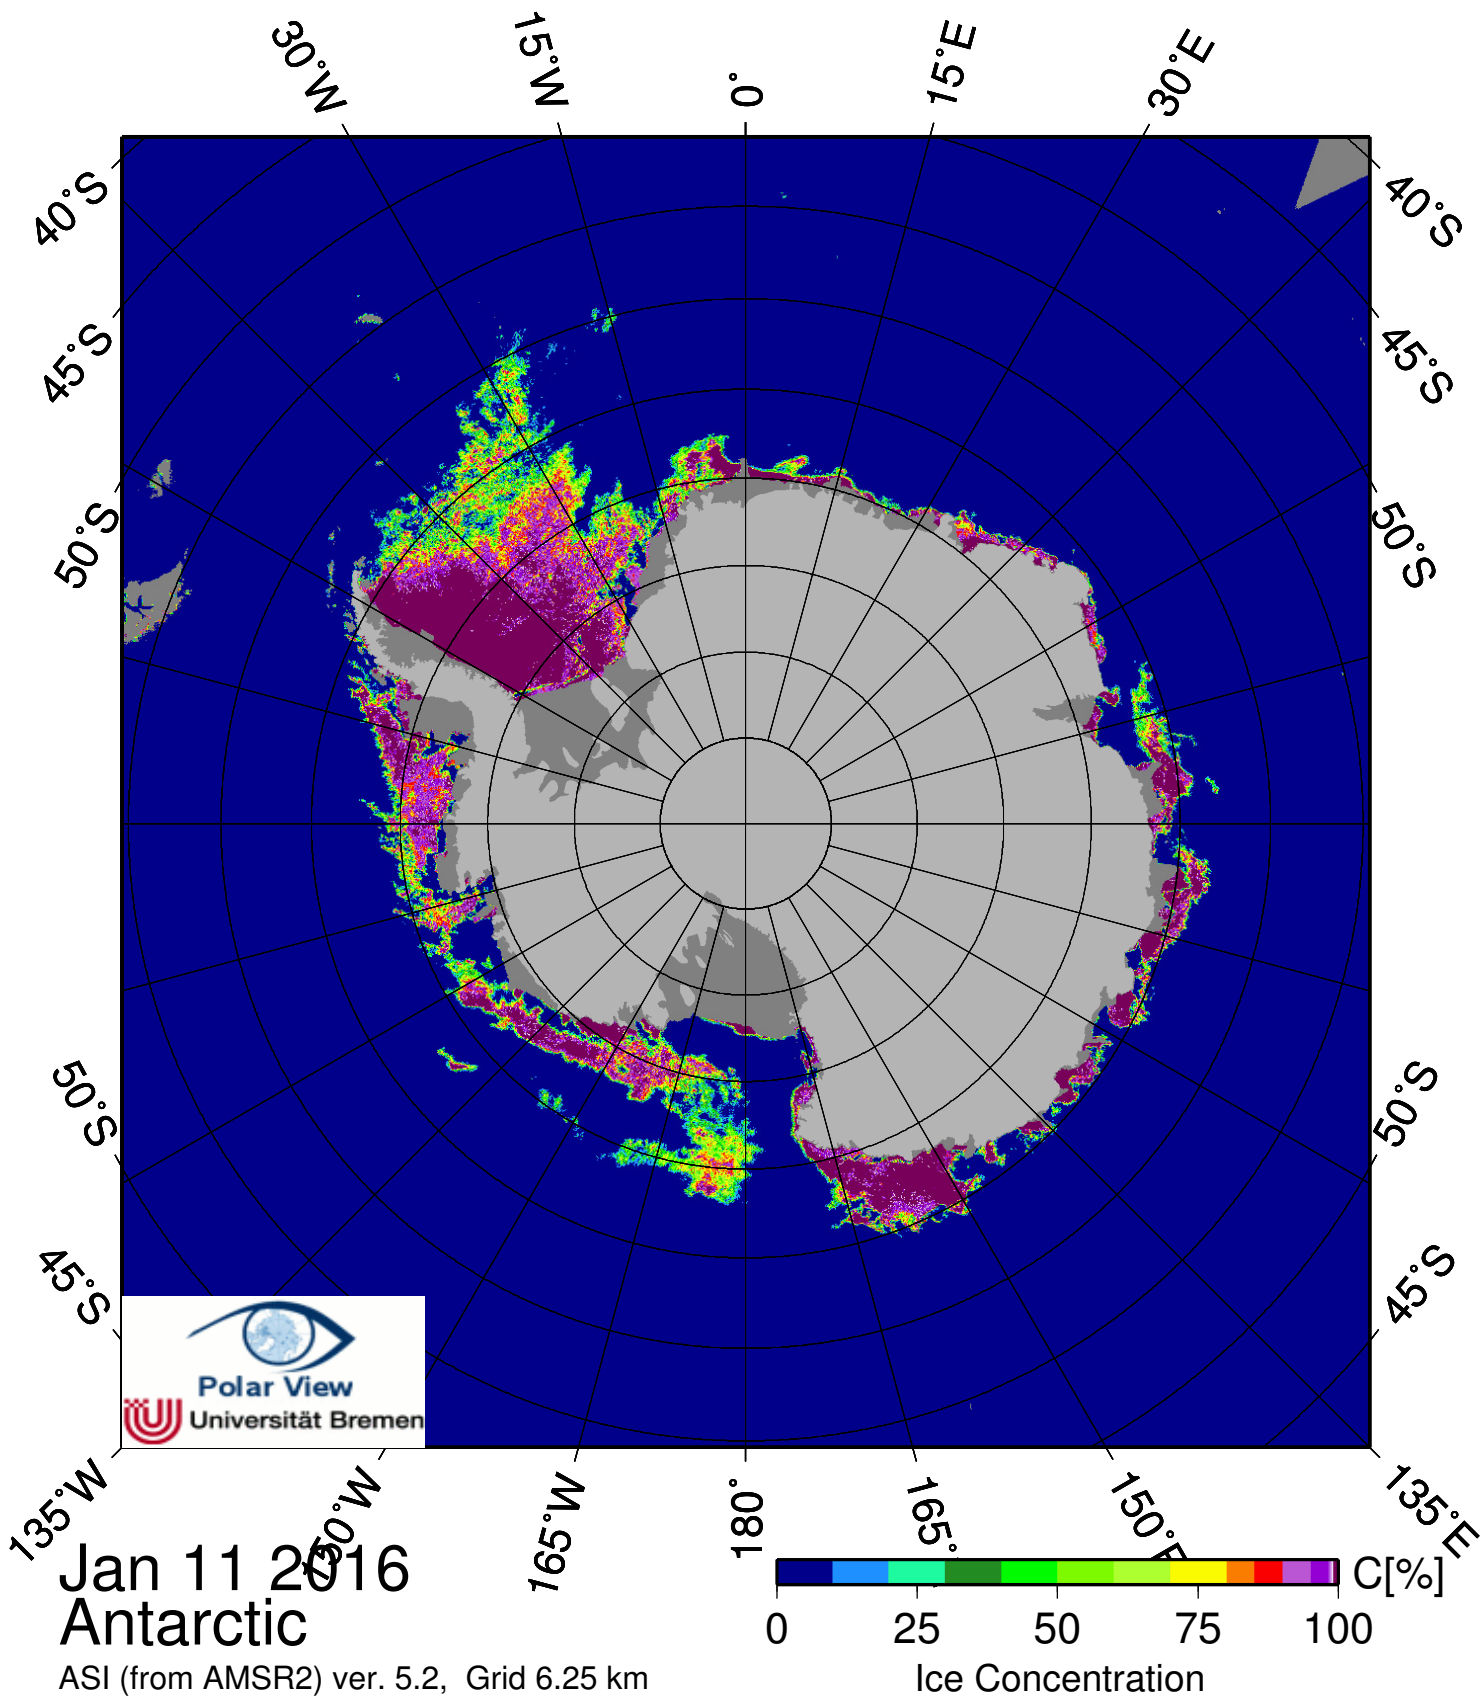 30°W 15°W 0° 15°E 30°E
40°S 40°S
45°S 45°S
50°S 50°S
50°S 50°S
45°S 45°S
Polar View
Universität Bremen
135°W 150°W 165°W 180° 165° 150°E 135°E
Jan 11 2016
Antarctic
ASI (from AMSR2) ver. 5.2, Grid 6.25 km
C[%]
0 25 50 75 100
Ice Concentration